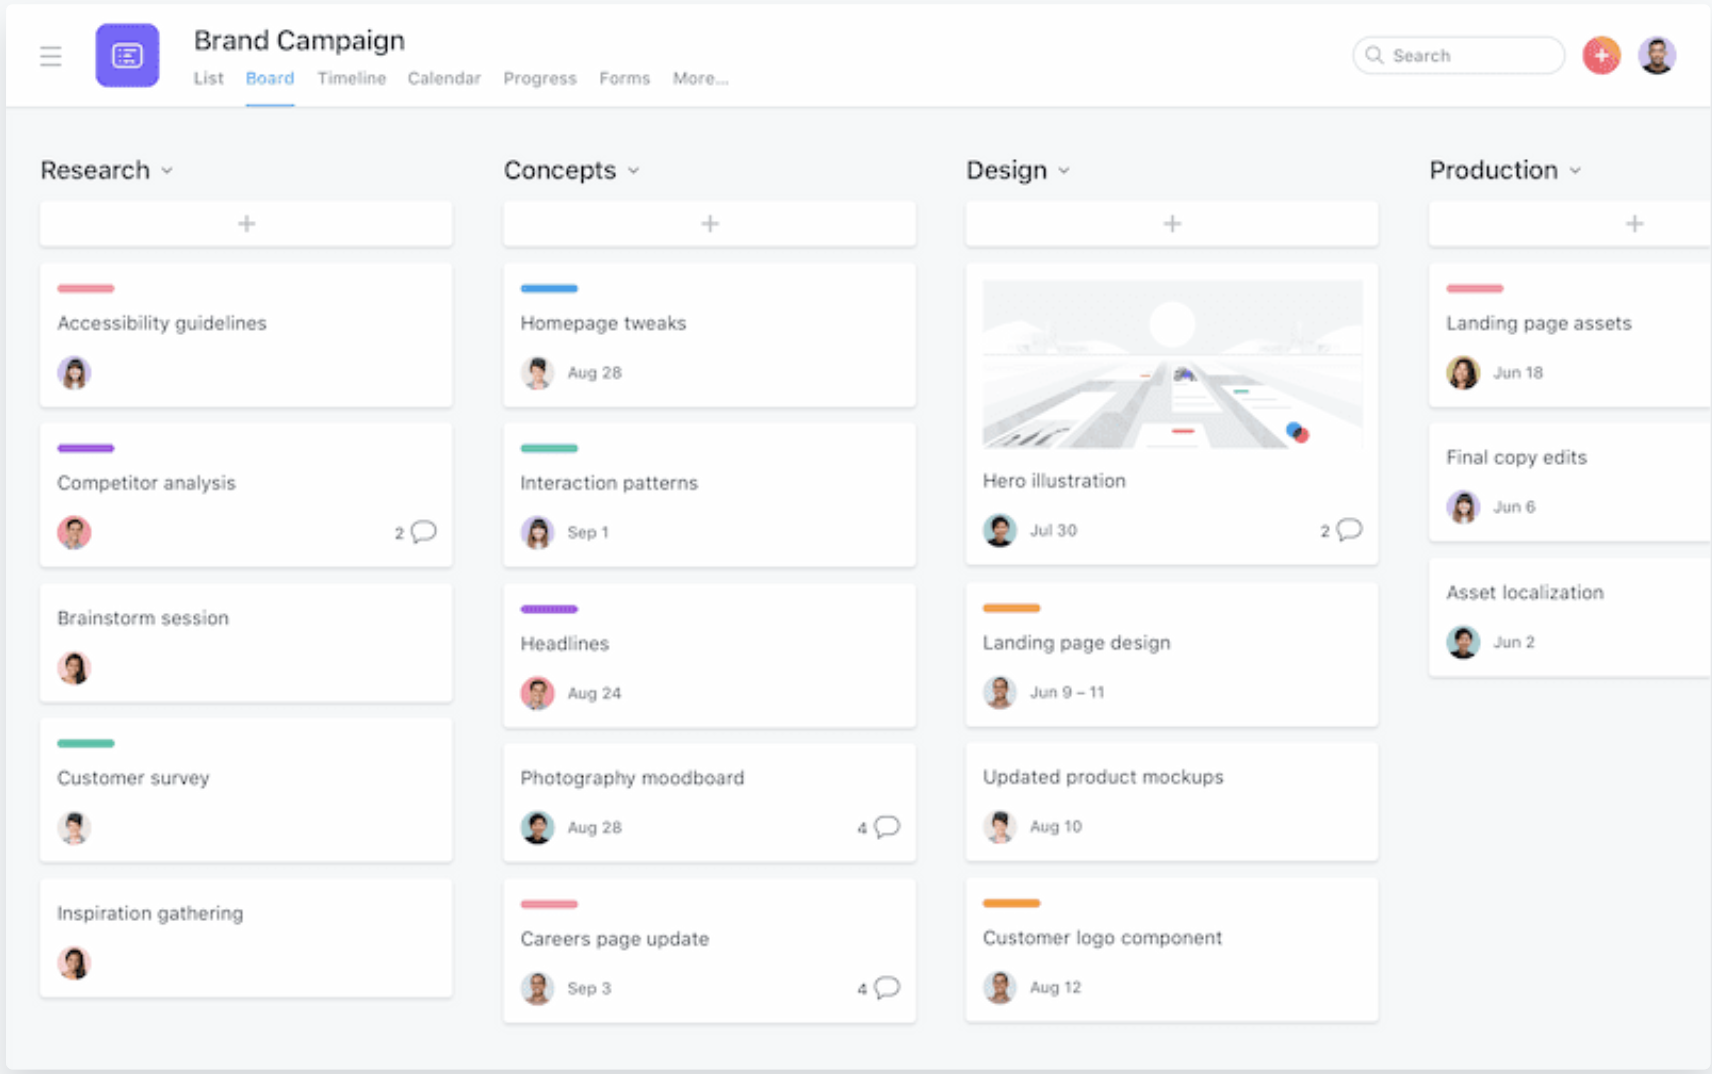 Brand Campaign
List Board Timeline Calendar Progress Forms More...
Search
Research
Accessibility guidelines
Competitor analysis
2
Brainstorm session
Customer survey
Inspiration gathering
Concepts
Homepage tweaks
Aug 28
Interaction patterns
Sep 1
Headlines
Aug 24
Photography moodboard
Aug 28 4
Careers page update
Sep 3 4
Design
Hero illustration
Jul 30 2
Landing page design
Jun 9 – 11
Updated product mockups
Aug 10
Customer logo component
Aug 12
Production
Landing page assets
Jun 18
Final copy edits
Jun 6
Asset localization
Jun 2